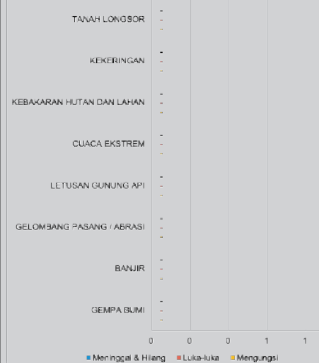 TANAH LONGSOR
-
-
-
KEKERINGAN
-
-
-
KEBAKARAN HUTAN DAN LAHAN
-
-
-
CUACA EKSTREM
-
-
-
LETUSAN GUNUNG API
-
-
-
GELOMBANG PASANG / ABRASI
-
-
-
BANJIR
-
-
-
GEMPA BUMI
-
-
-
0 0 0 1 1
Meninggal & Hilang Luka-luka Mengungsi